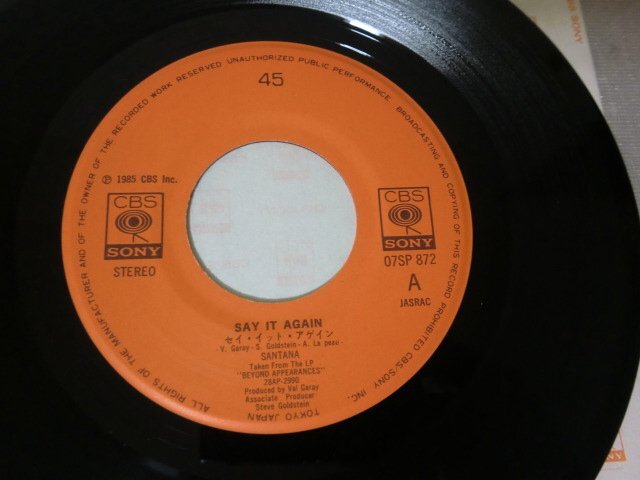 ALL RIGHTS OF THE MANUFACTURER AND OF THE OWNER OF THE RECORDED WORK RESERVED UNAUTHORIZED PUBLIC PERFORMANCE BROADCASTING AND COPYING OF THIS RECORD PROHIBITED CBS/SONY INC. TOKYO JAPAN
45
℗ 1985 CBS Inc.
CBS
SONY
STEREO
CBS
SONY
07SP 872
A
JASRAC
SAY IT AGAIN
セイ・イット・アゲイン
V. Garay - S. Goldstein - A. La peau
SANTANA
Taken From The LP
"BEYOND APPEARANCES"
28AP-2990
Produced by Val Garay
Associate Producer
Steve Goldstein
SONY